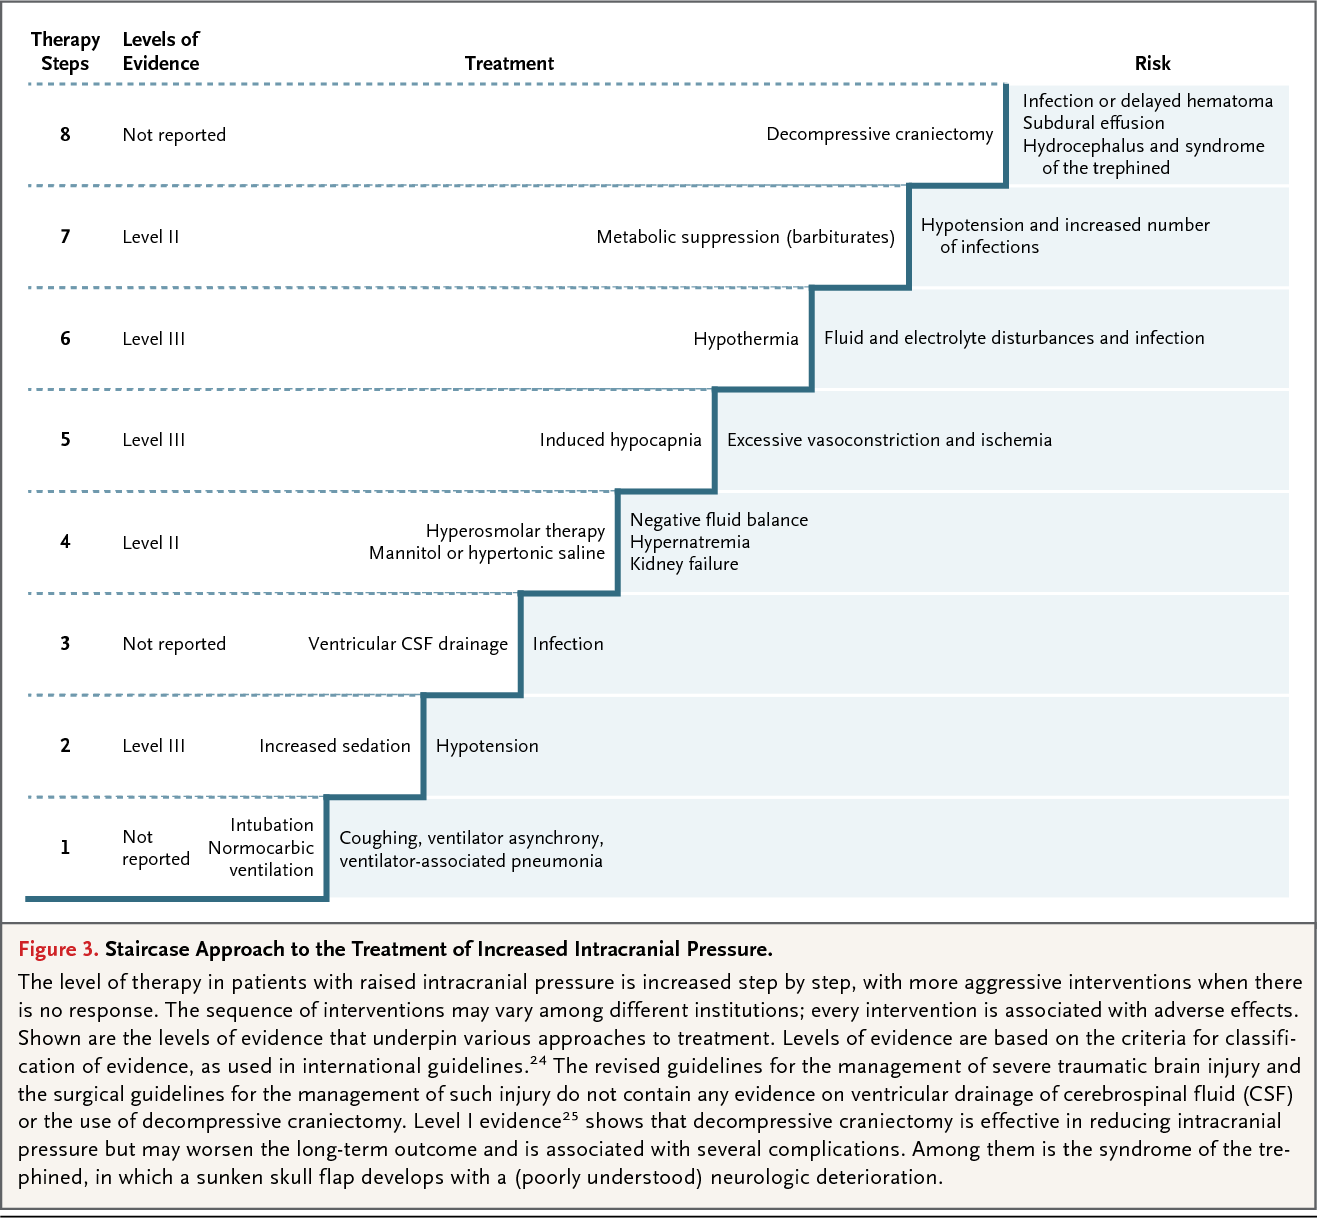 Therapy Steps
Levels of Evidence
Treatment
Risk
8
Not reported
Decompressive craniectomy
Infection or delayed hematoma
Subdural effusion
Hydrocephalus and syndrome
of the trephined
7
Level II
Metabolic suppression (barbiturates)
Hypotension and increased number
of infections
6
Level III
Hypothermia
Fluid and electrolyte disturbances and infection
5
Level III
Induced hypocapnia
Excessive vasoconstriction and ischemia
4
Level II
Hyperosmolar therapy
Mannitol or hypertonic saline
Negative fluid balance
Hypernatremia
Kidney failure
3
Not reported
Ventricular CSF drainage
Infection
2
Level III
Increased sedation
Hypotension
1
Not
reported
Intubation
Normocarbic
ventilation
Coughing, ventilator asynchrony,
ventilator-associated pneumonia
Figure 3. Staircase Approach to the Treatment of Increased Intracranial Pressure.
The level of therapy in patients with raised intracranial pressure is increased step by step, with more aggressive interventions when there
is no response. The sequence of interventions may vary among different institutions; every intervention is associated with adverse effects.
Shown are the levels of evidence that underpin various approaches to treatment. Levels of evidence are based on the criteria for classifi-
cation of evidence, as used in international guidelines.²⁴ The revised guidelines for the management of severe traumatic brain injury and
the surgical guidelines for the management of such injury do not contain any evidence on ventricular drainage of cerebrospinal fluid (CSF)
or the use of decompressive craniectomy. Level I evidence²⁵ shows that decompressive craniectomy is effective in reducing intracranial
pressure but may worsen the long-term outcome and is associated with several complications. Among them is the syndrome of the tre-
phined, in which a sunken skull flap develops with a (poorly understood) neurologic deterioration.